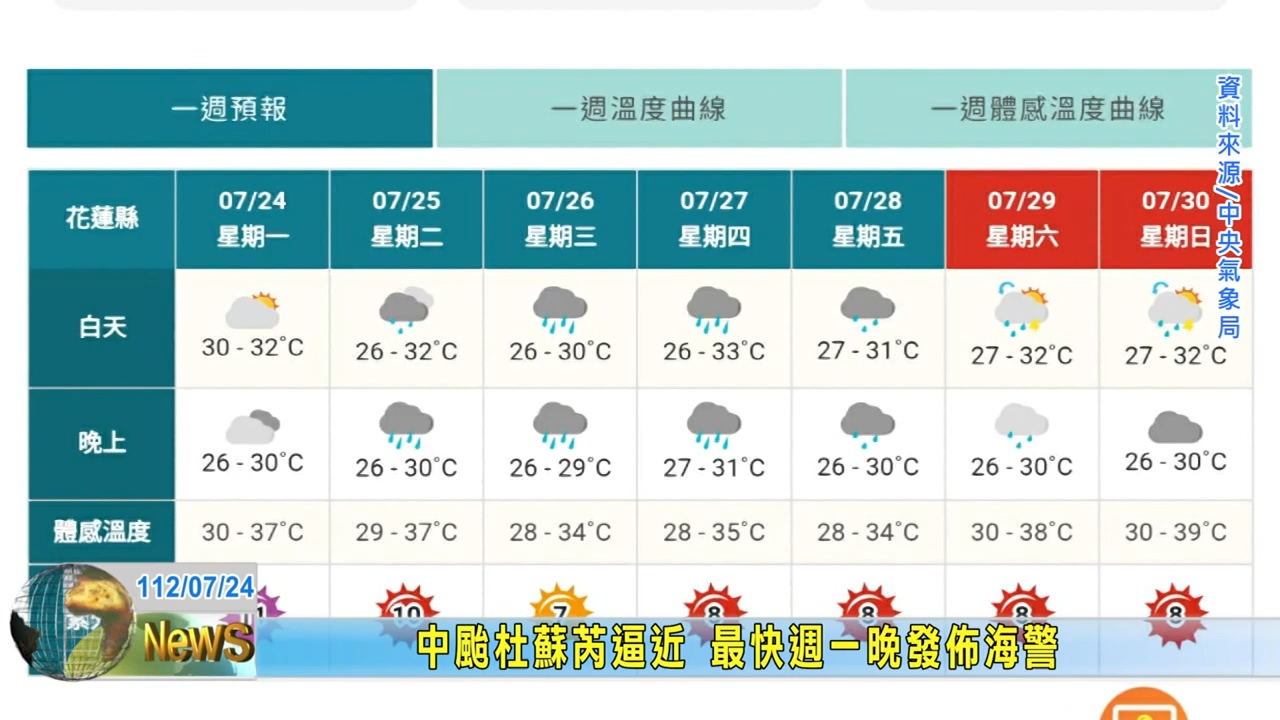 一週預報
一週溫度曲線
一週體感溫度曲線
資料來源/中央氣象局
花蓮縣
07/24
星期一
07/25
星期二
07/26
星期三
07/27
星期四
07/28
星期五
07/29
星期六
07/30
星期日
白天
30 - 32°C
26 - 32°C
26 - 30°C
26 - 33°C
27 - 31°C
27 - 32°C
27 - 32°C
晚上
26 - 30°C
26 - 30°C
26 - 29°C
27 - 31°C
26 - 30°C
26 - 30°C
26 - 30°C
體感溫度
30 - 37°C
29 - 37°C
28 - 34°C
28 - 35°C
28 - 34°C
30 - 38°C
30 - 39°C
10
7
8
8
8
8
112/07/24
NewS
中颱杜蘇芮逼近 最快週一晚發佈海警